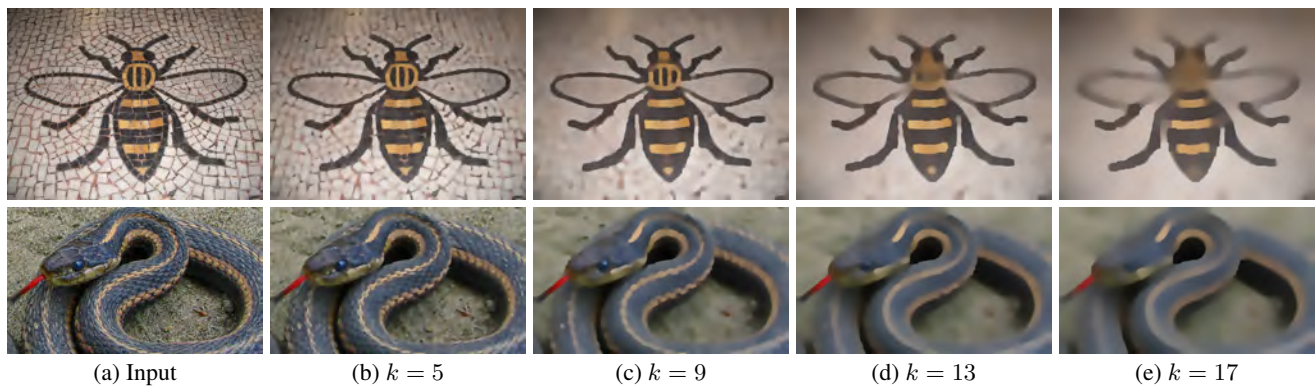 (a) Input (b) k = 5 (c) k = 9 (d) k = 13 (e) k = 17